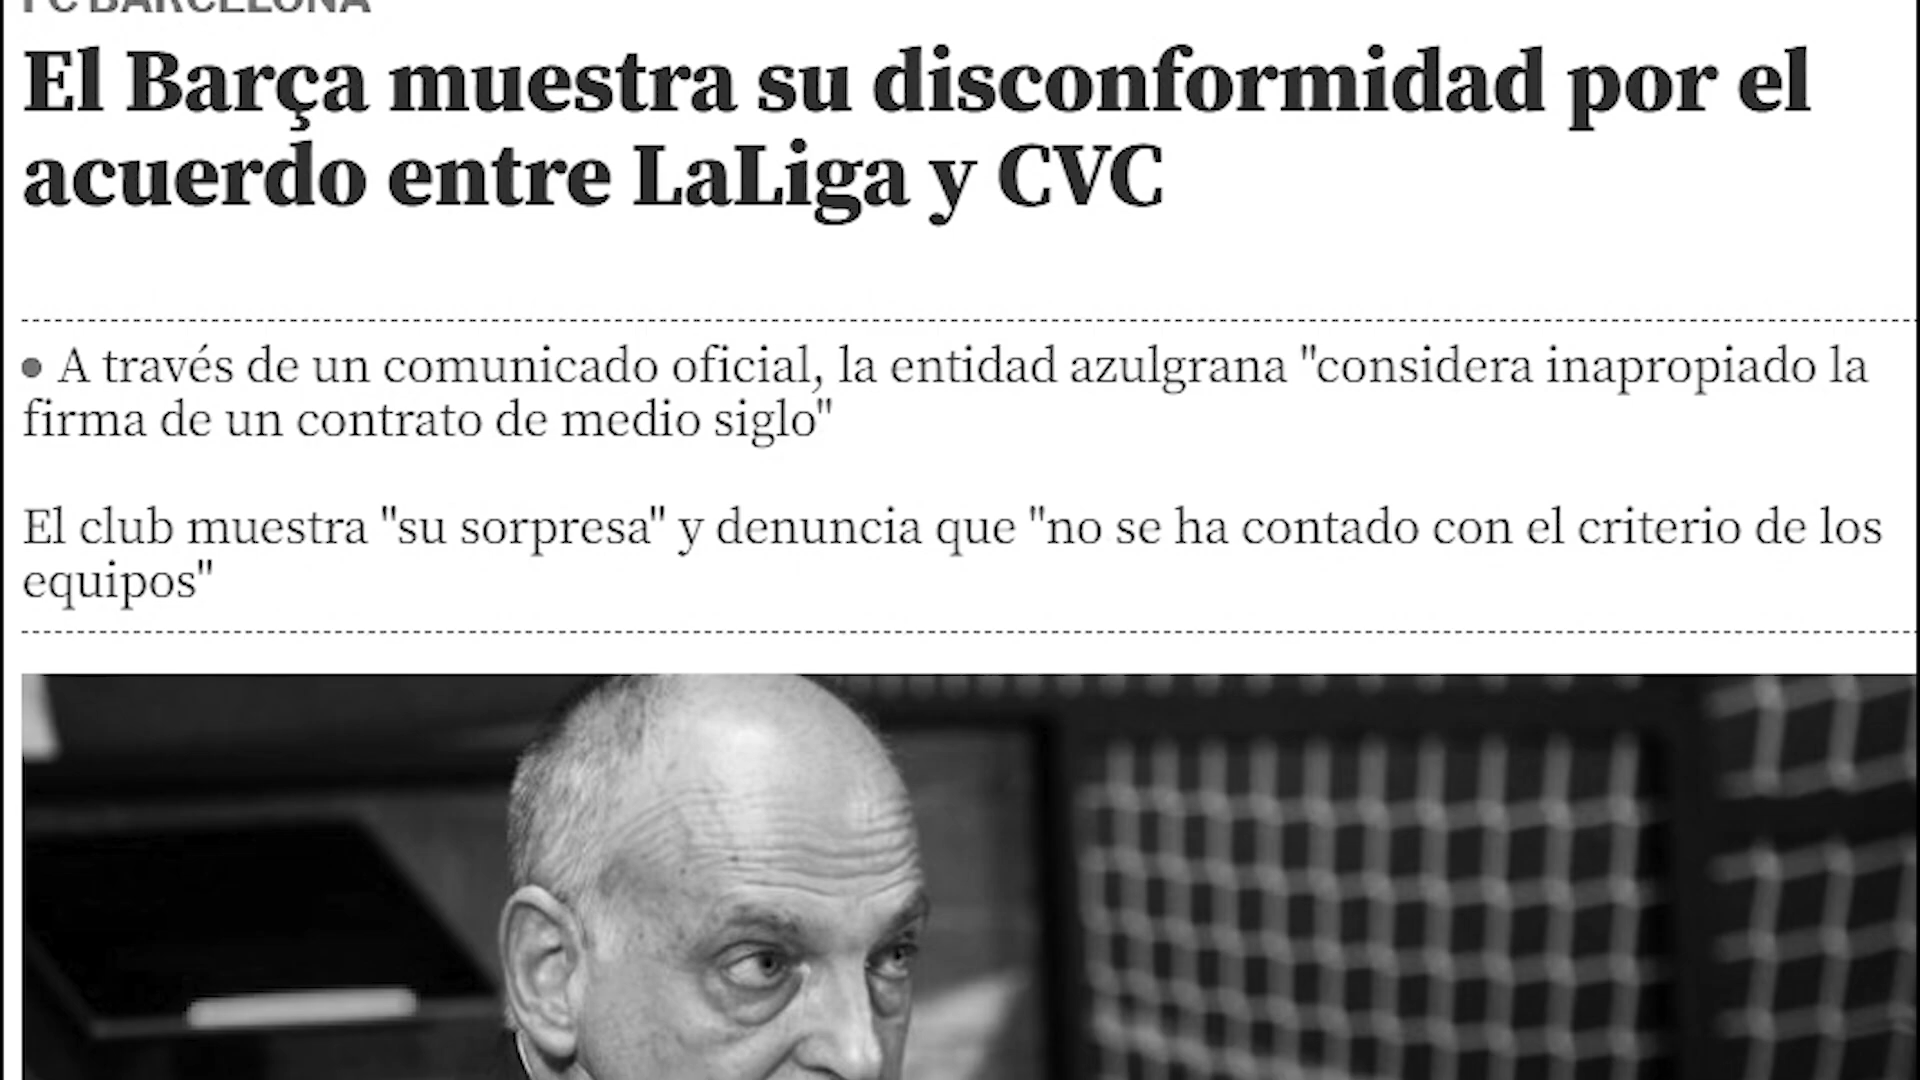 FC BARCELONA
El Barça muestra su disconformidad por el
acuerdo entre LaLiga y CVC
• A través de un comunicado oficial, la entidad azulgrana "considera inapropiado la
firma de un contrato de medio siglo"
El club muestra "su sorpresa" y denuncia que "no se ha contado con el criterio de los
equipos"